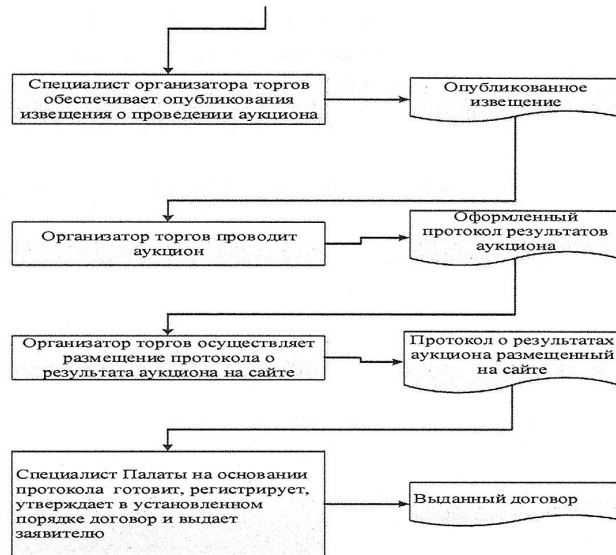 Специалист организатора торгов
обеспечивает опубликования
извещения о проведении аукциона
Опубликованное
извещение
Организатор торгов проводит
аукцион
Оформленный
протокол результатов
аукциона
Организатор торгов осуществляет
размещение протокола о
результата аукциона на сайте
Протокол о результатах
аукциона размещенный
на сайте
Специалист Палаты на основании
протокола готовит, регистрирует,
утверждает в установленном
порядке договор и выдает
заявителю
Выданный договор